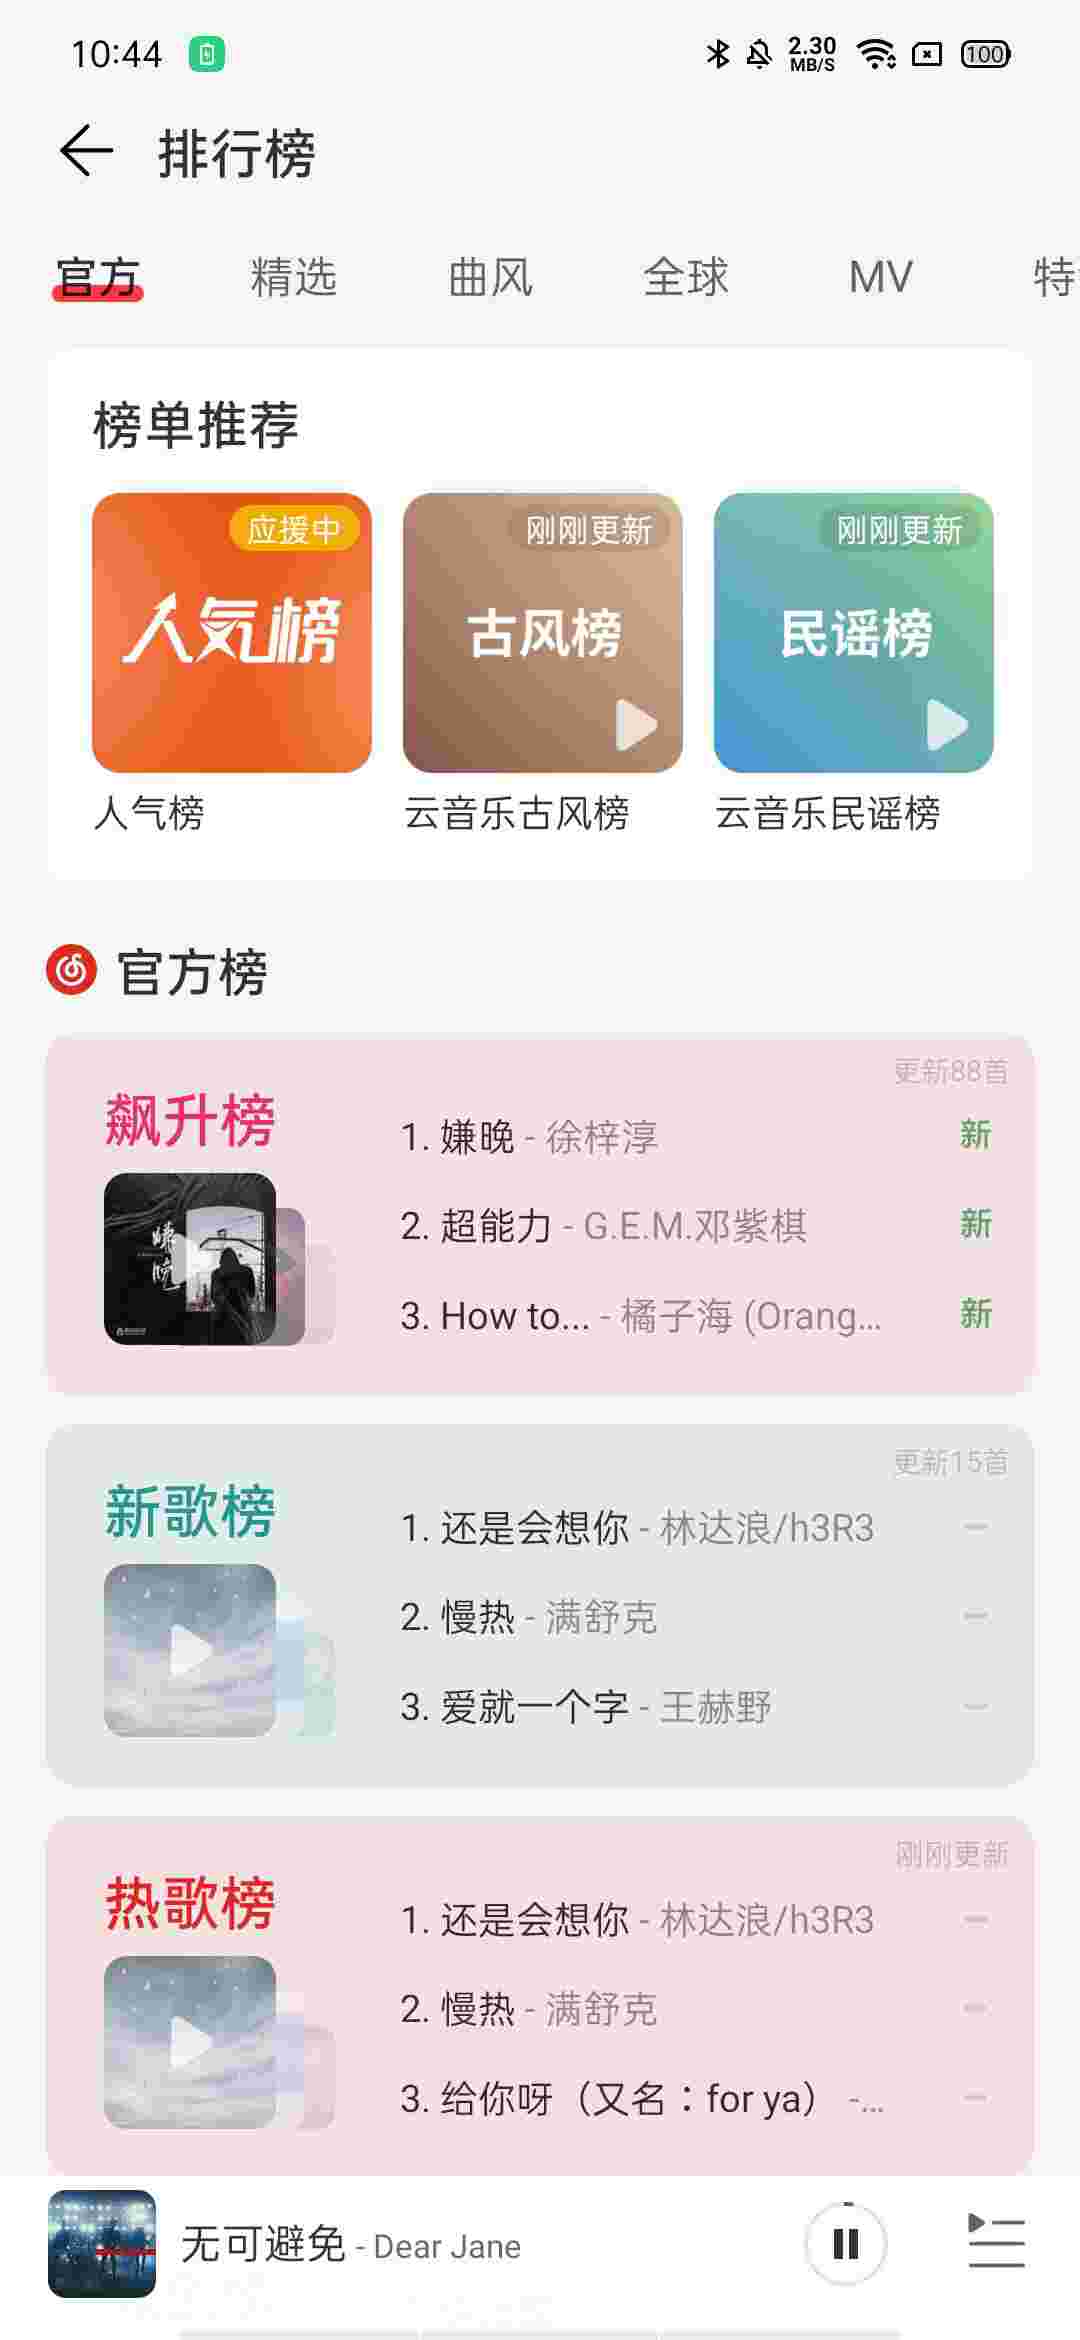 10:44
2.30
MB/S
100
排行榜
官方
精选
曲风
全球
MV
榜单推荐
应援中
人气榜
刚刚更新
古风榜
刚刚更新
民谣榜
人气榜
云音乐古风榜
云音乐民谣榜
官方榜
更新88首
飙升榜
嫌晚
1. 嫌晚 - 徐梓淳
新
2. 超能力 - G.E.M.邓紫棋
新
3. How to... - 橘子海 (Orang...
新
更新15首
新歌榜
1. 还是会想你 - 林达浪/h3R3
2. 慢热 - 满舒克
3. 爱就一个字 - 王赫野
刚刚更新
热歌榜
1. 还是会想你 - 林达浪/h3R3
2. 慢热 - 满舒克
3. 给你呀（又名：for ya） -...
无可避免 - Dear Jane